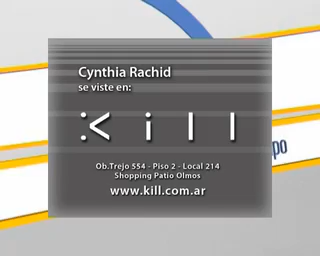 Cynthia Rachid
se viste en:
:< i l l
Ob.Trejo 554 - Piso 2 - Local 214
Shopping Patio Olmos
www.kill.com.ar
po